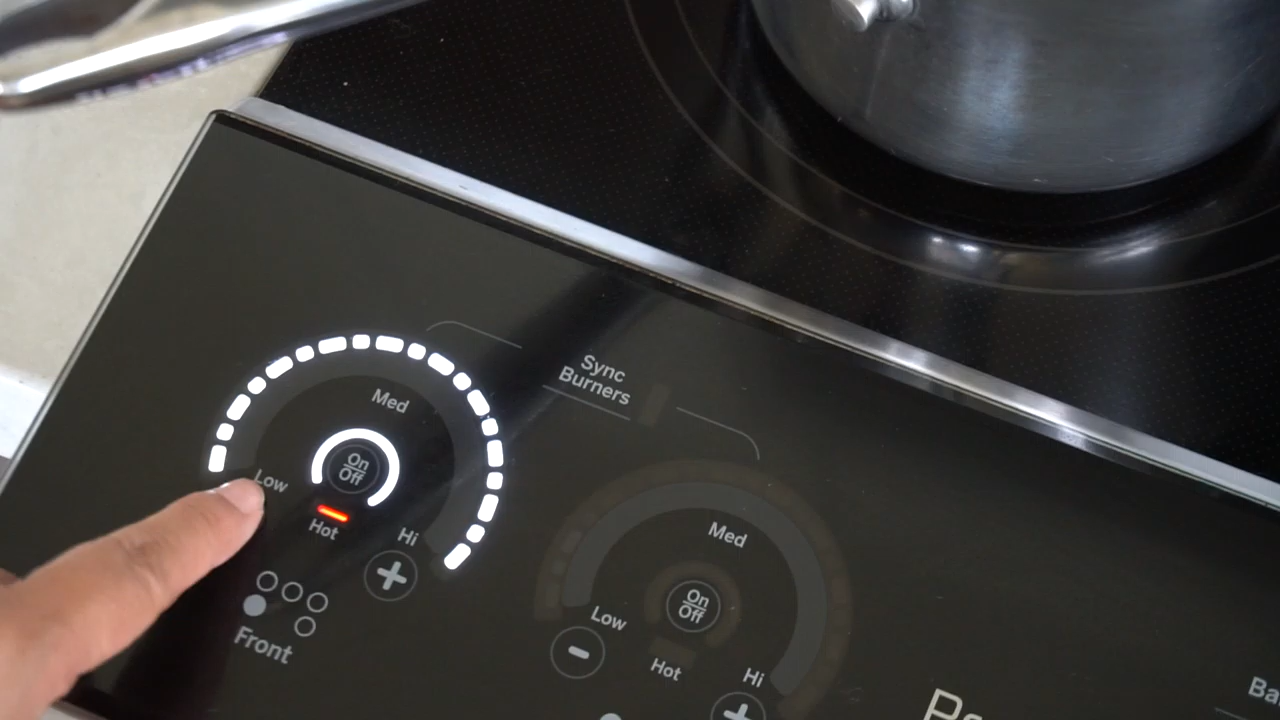 Sync
Burners
Med
On
Off
Low
Hot
Hi
Front
Med
On
Off
Low
Hot
Hi